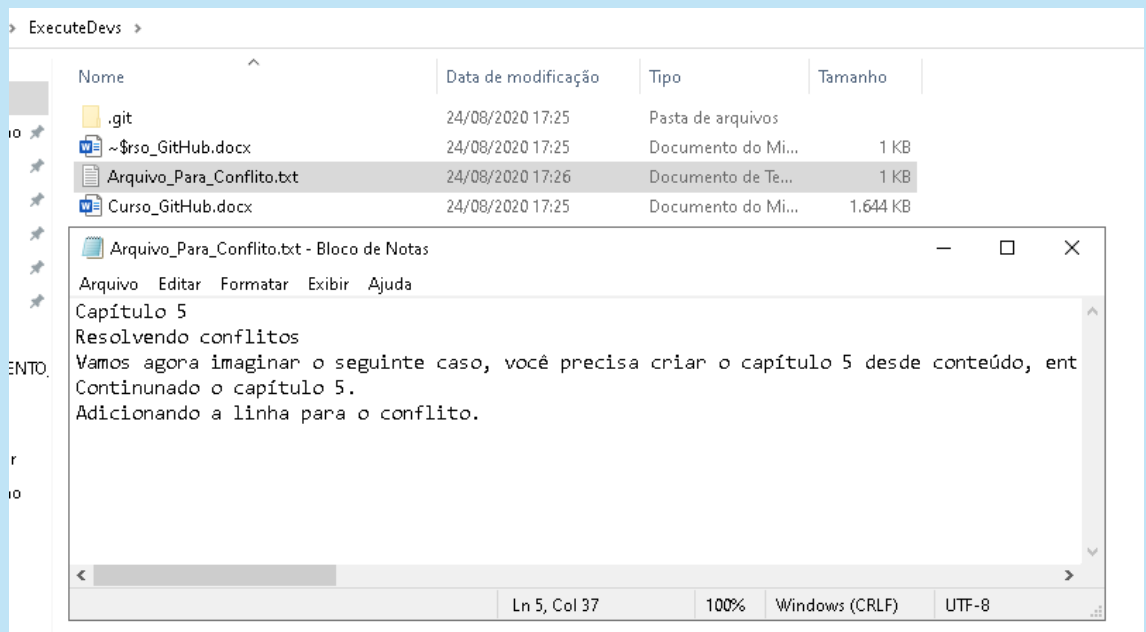 ExecuteDevs
Nome Data de modificação Tipo Tamanho
.git 24/08/2020 17:25 Pasta de arquivos
~$rso_GitHub.docx 24/08/2020 17:25 Documento do Mi... 1 KB
Arquivo_Para_Conflito.txt 24/08/2020 17:26 Documento de Te... 1 KB
Curso_GitHub.docx 24/08/2020 17:25 Documento do Mi... 1.644 KB
Arquivo_Para_Conflito.txt - Bloco de Notas
Arquivo Editar Formatar Exibir Ajuda
Capítulo 5
Resolvendo conflitos
Vamos agora imaginar o seguinte caso, você precisa criar o capítulo 5 desde conteúdo, ent
Continunado o capítulo 5.
Adicionando a linha para o conflito.
Ln 5, Col 37 100% Windows (CRLF) UTF-8